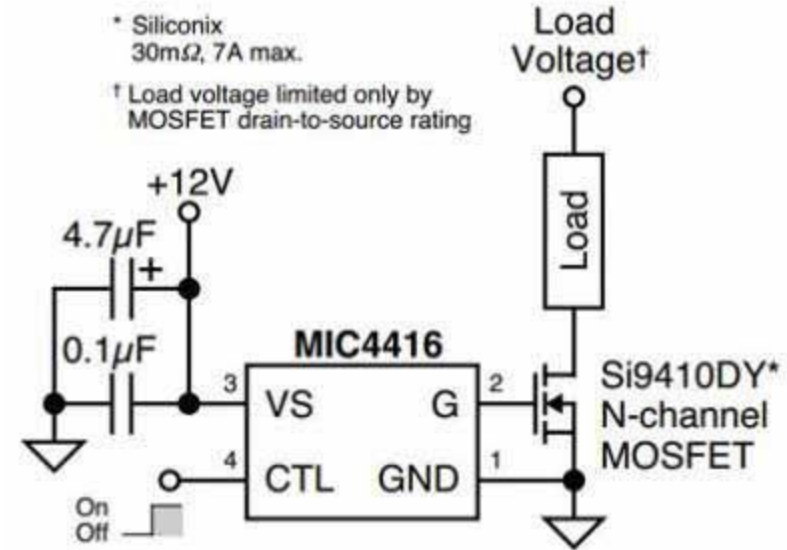 * Siliconix
30mΩ, 7A max.
† Load voltage limited only by
MOSFET drain-to-source rating
Load
Voltage†
+12V
4.7µF
+
0.1µF
Load
MIC4416
3
VS
G
2
4
CTL
GND
1
Si9410DY*
N-channel
MOSFET
On
Off